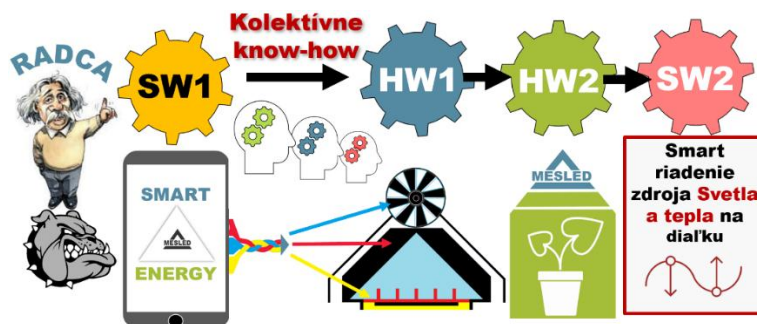 RADCA
SW1
Kolektívne
know-how
HW1
HW2
SW2
SMART
MESLED
ENERGY
MESLED
Smart
riadenie
zdroja Svetla
a tepla na
diaľku